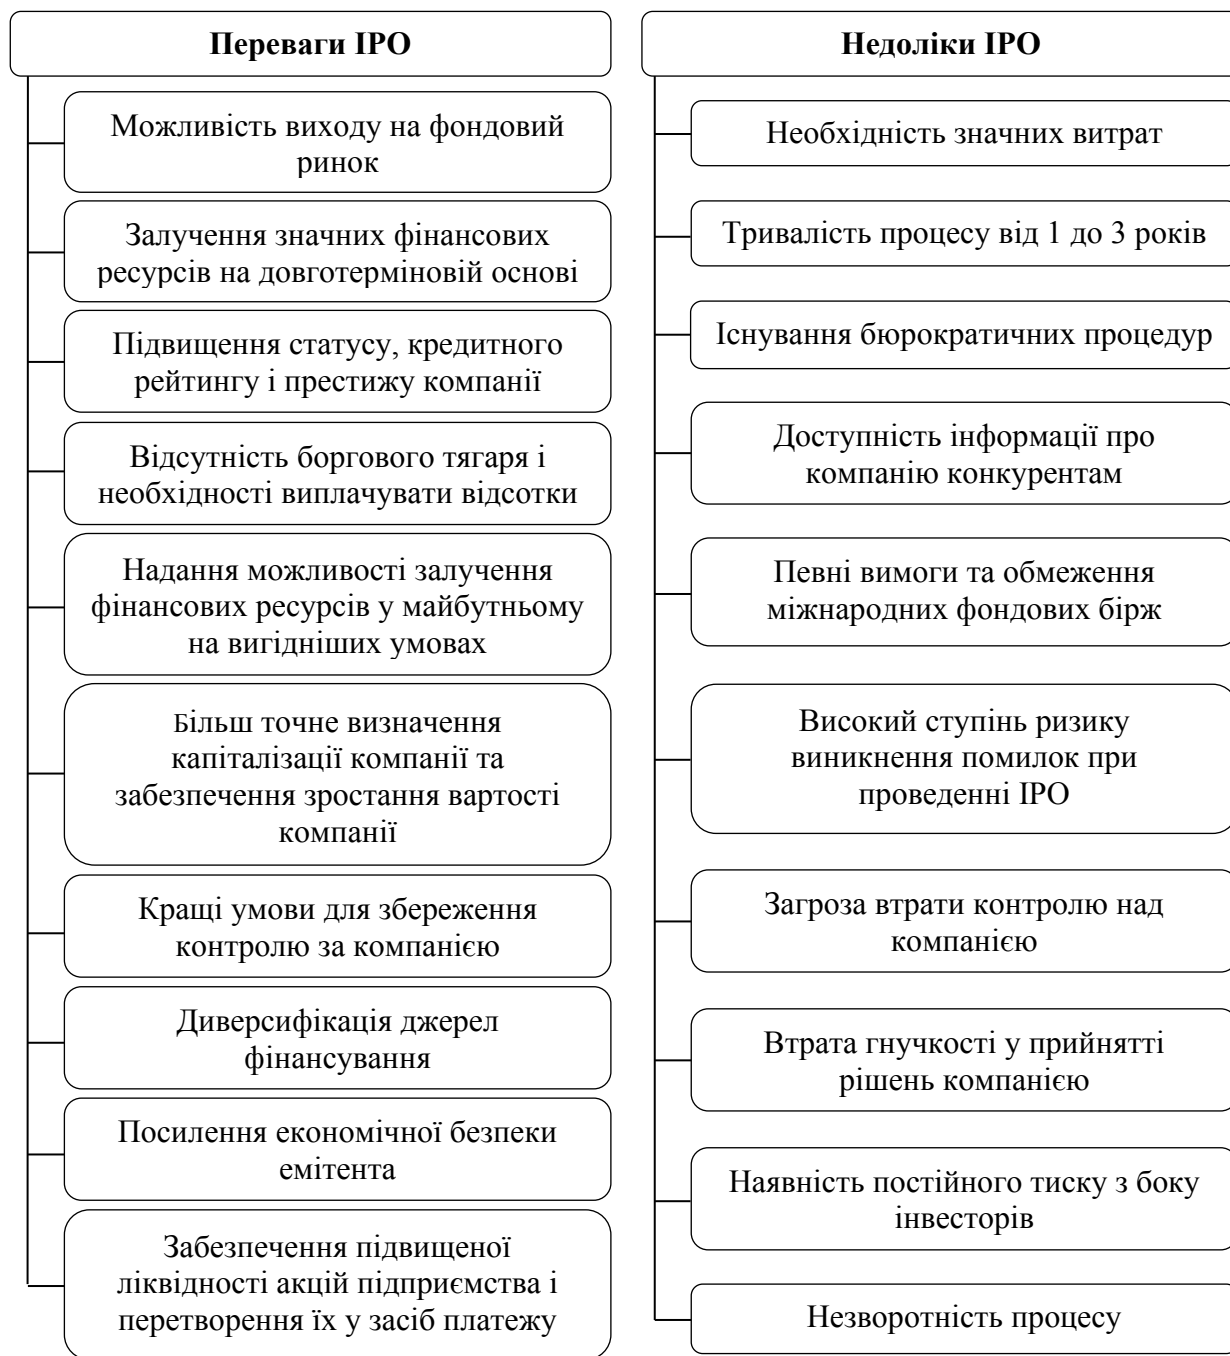 Переваги ІРО
Можливість виходу на фондовий
ринок
Залучення значних фінансових
ресурсів на довготерміновій основі
Підвищення статусу, кредитного
рейтингу і престижу компанії
Відсутність боргового тягаря і
необхідності виплачувати відсотки
Надання можливості залучення
фінансових ресурсів у майбутньому
на вигідніших умовах
Більш точне визначення
капіталізації компанії та
забезпечення зростання вартості
компанії
Кращі умови для збереження
контролю за компанією
Диверсифікація джерел
фінансування
Посилення економічної безпеки
емітента
Забезпечення підвищеної
ліквідності акцій підприємства і
перетворення їх у засіб платежу
Недоліки ІРО
Необхідність значних витрат
Тривалість процесу від 1 до 3 років
Існування бюрократичних процедур
Доступність інформації про
компанію конкурентам
Певні вимоги та обмеження
міжнародних фондових бірж
Високий ступінь ризику
виникнення помилок при
проведенні ІРО
Загроза втрати контролю над
компанією
Втрата гнучкості у прийнятті
рішень компанією
Наявність постійного тиску з боку
інвесторів
Незворотність процесу